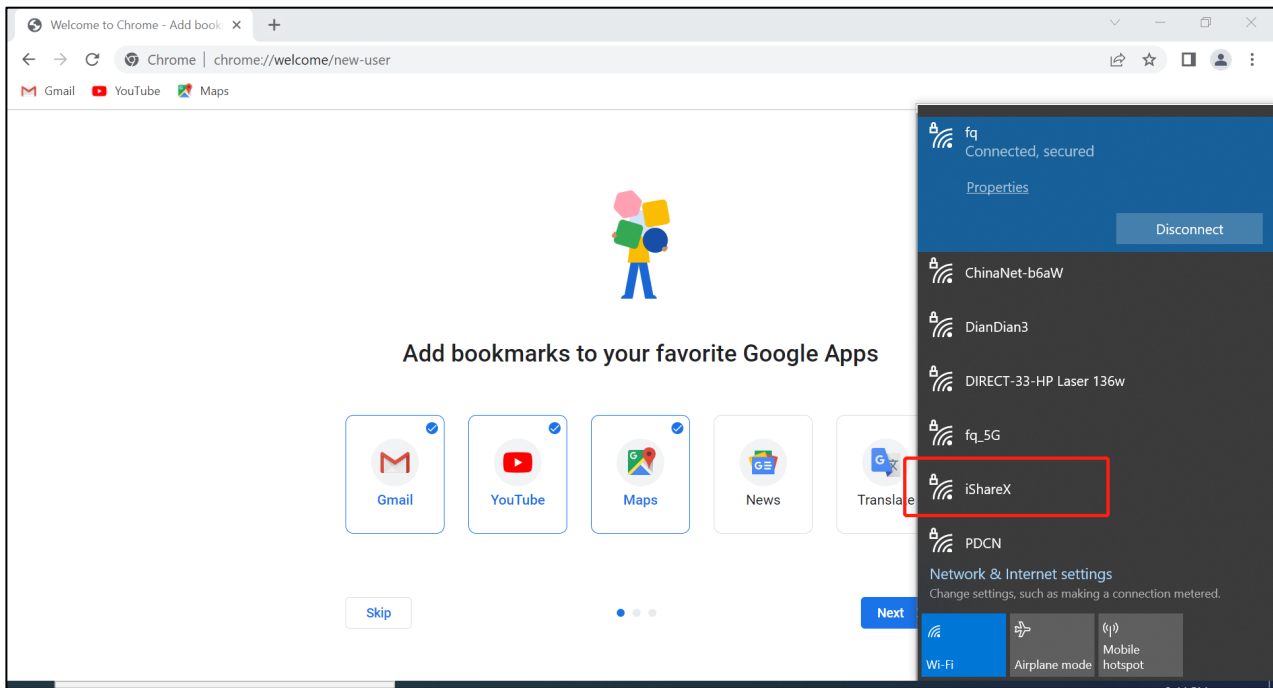 Welcome to Chrome - Add book
Chrome | chrome://welcome/new-user
Gmail YouTube Maps
Add bookmarks to your favorite Google Apps
Gmail YouTube Maps News Translate
Skip Next
fq
Connected, secured
Properties
Disconnect
ChinaNet-b6aW
DianDian3
DIRECT-33-HP Laser 136w
fq_5G
iShareX
PDCN
Network & Internet settings
Change settings, such as making a connection metered.
Wi-Fi
Airplane mode
Mobile
hotspot